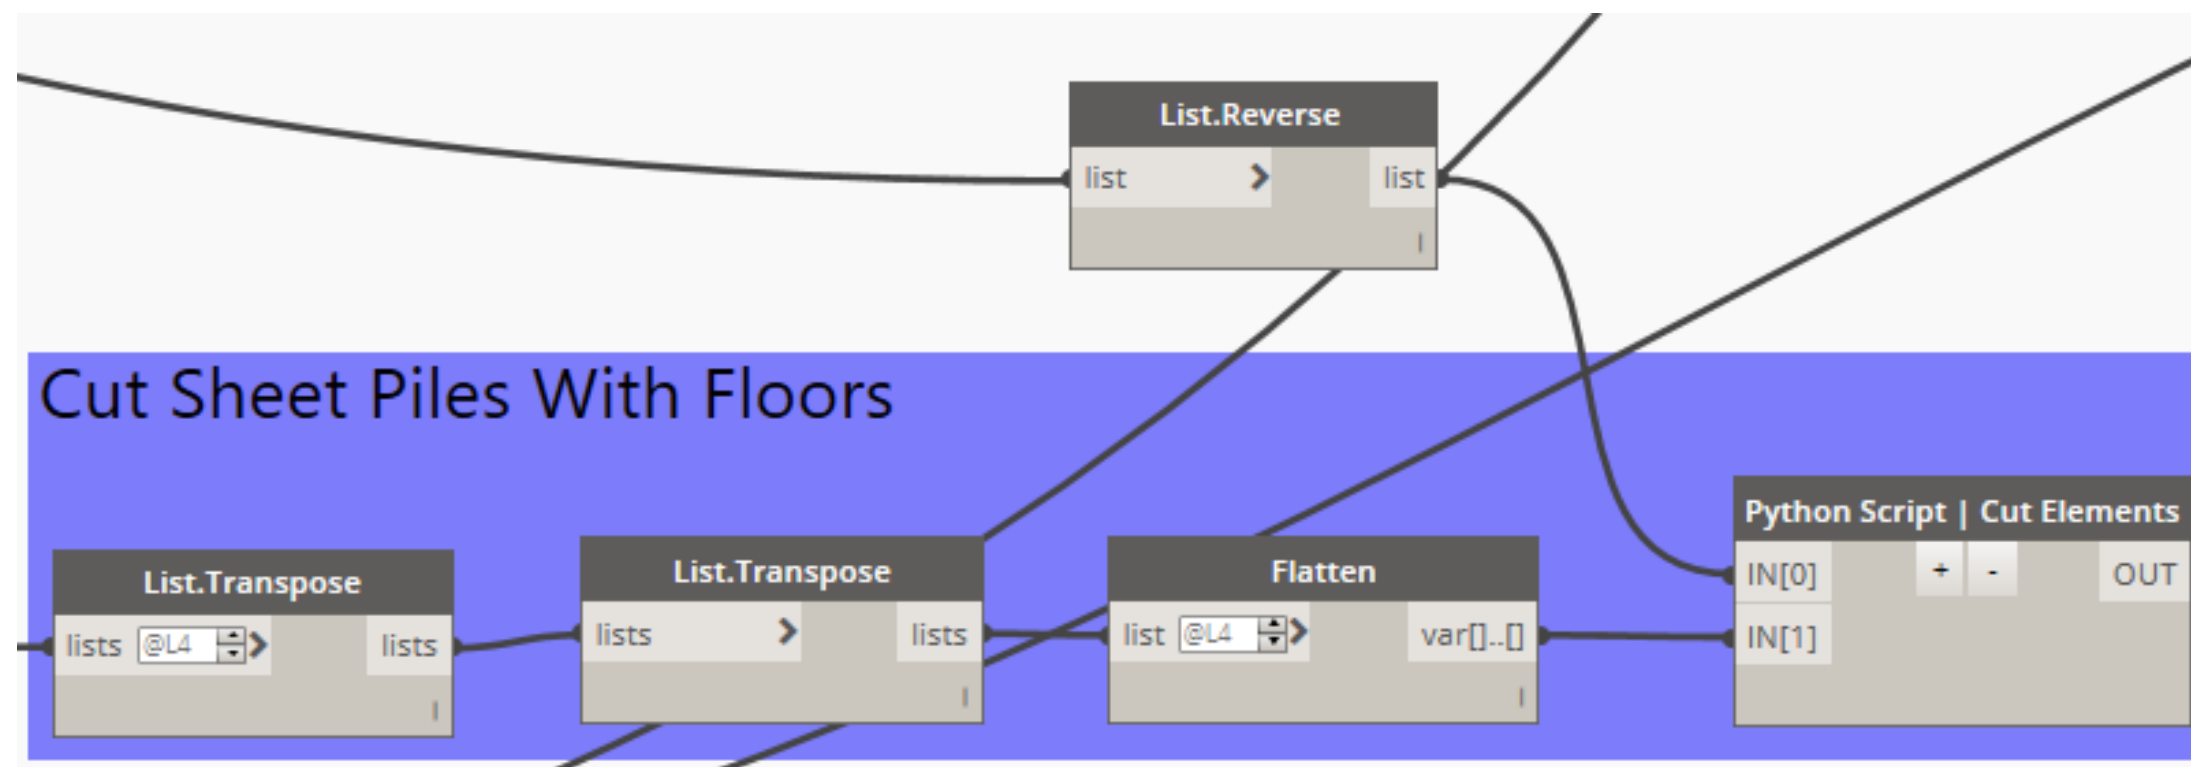 List.Reverse
list > list
l
Cut Sheet Piles With Floors
List.Transpose
lists @L4 > lists
l
List.Transpose
lists > lists
l
Flatten
list @L4 > var[]..[]
l
Python Script | Cut Elements
IN[0] + - OUT
IN[1]